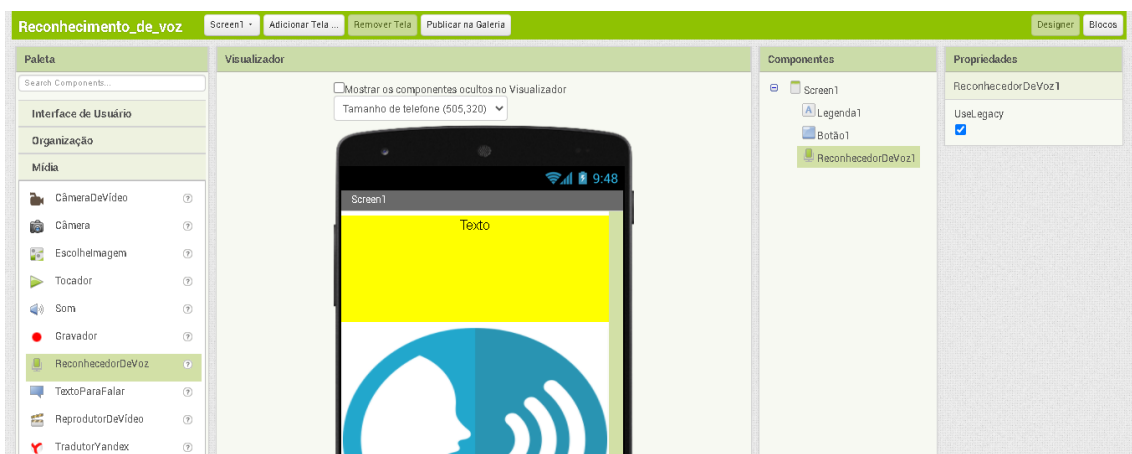 Reconhecimento_de_voz
Screen1
Adicionar Tela ...
Remover Tela
Publicar na Galeria
Designer
Blocos
Paleta
Search Components...
Interface de Usuário
Organização
Mídia
CâmeraDeVídeo
Câmera
EscolheImagem
Tocador
Som
Gravador
ReconhecedorDeVoz
TextoParaFalar
ReprodutorDeVídeo
TradutorYandex
Visualizador
Mostrar os componentes ocultos no Visualizador
Tamanho de telefone (505,320)
9:48
Screen1
Texto
Componentes
Screen1
A Legenda1
Botão1
ReconhecedorDeVoz1
Propriedades
ReconhecedorDeVoz1
UseLegacy